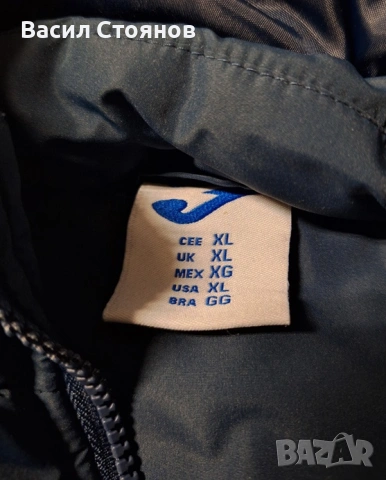 Васил Стоянов
CEE XL
UK XL
MEX XG
USA XL
BRA GG
BAZAR